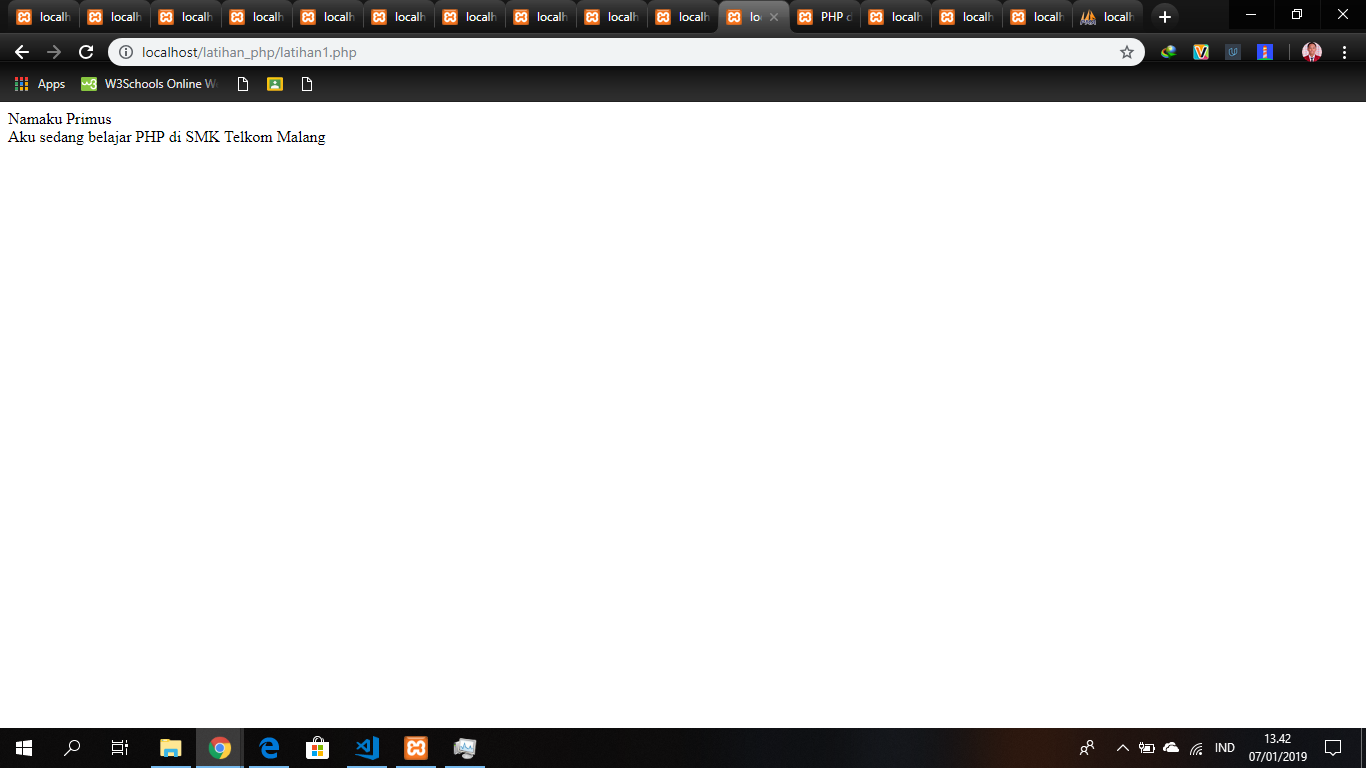 localh localh localh localh localh localh localh localh localh localh lo PHP d localh localh localh localh
localhost/latihan_php/latihan1.php
Apps W3Schools Online We
Namaku Primus
Aku sedang belajar PHP di SMK Telkom Malang
IND
13.42
07/01/2019